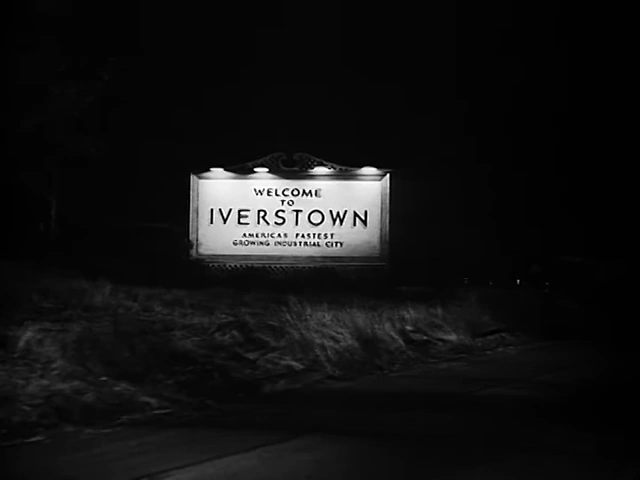 WELCOME
TO
IVERSTOWN
AMERICAS FASTEST
GROWING INDUSTRIAL CITY